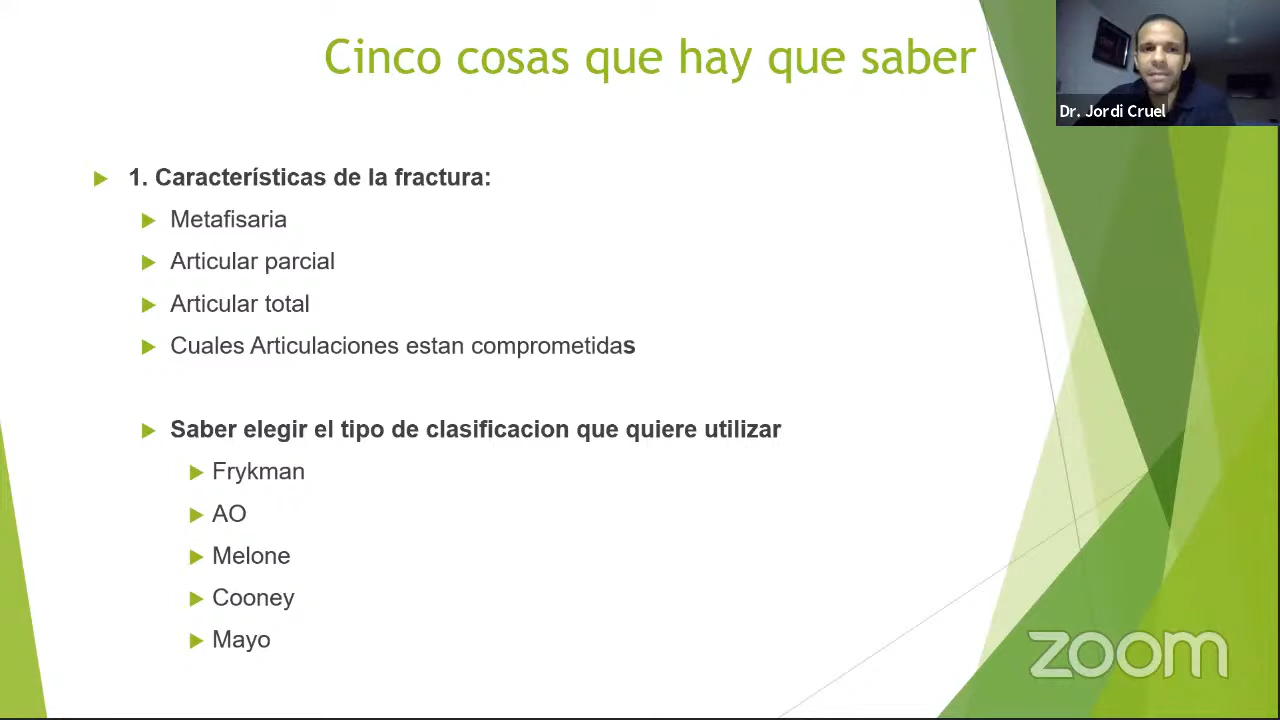 Cinco cosas que hay que saber
Dr. Jordi Cruel
1. Características de la fractura:
Metafisaria
Articular parcial
Articular total
Cuales Articulaciones estan comprometidas
Saber elegir el tipo de clasificacion que quiere utilizar
Frykman
AO
Melone
Cooney
Mayo
zoom